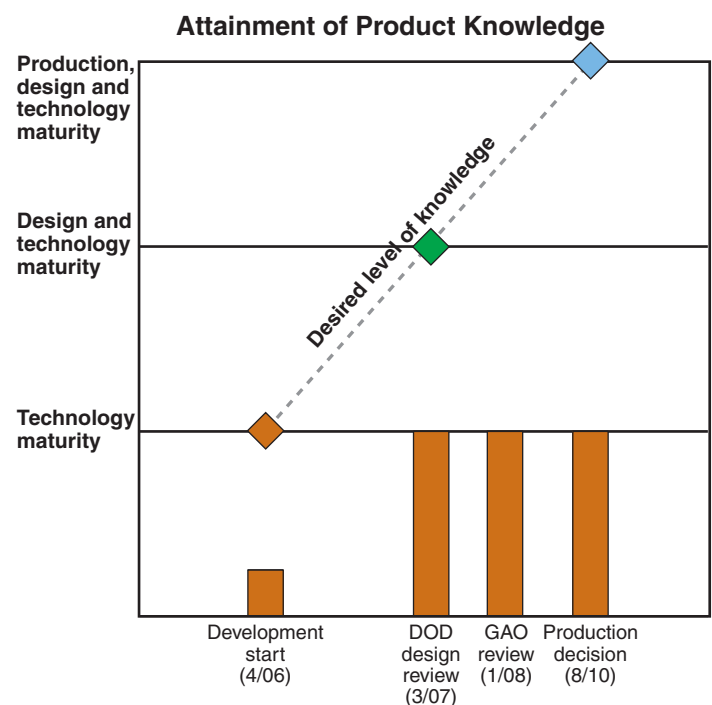 Attainment of Product Knowledge
Production,
design and
technology
maturity
Design and
technology
maturity
Technology
maturity
Desired level of knowledge
Development
start
(4/06)
DOD
design
review
(3/07)
GAO
review
(1/08)
Production
decision
(8/10)